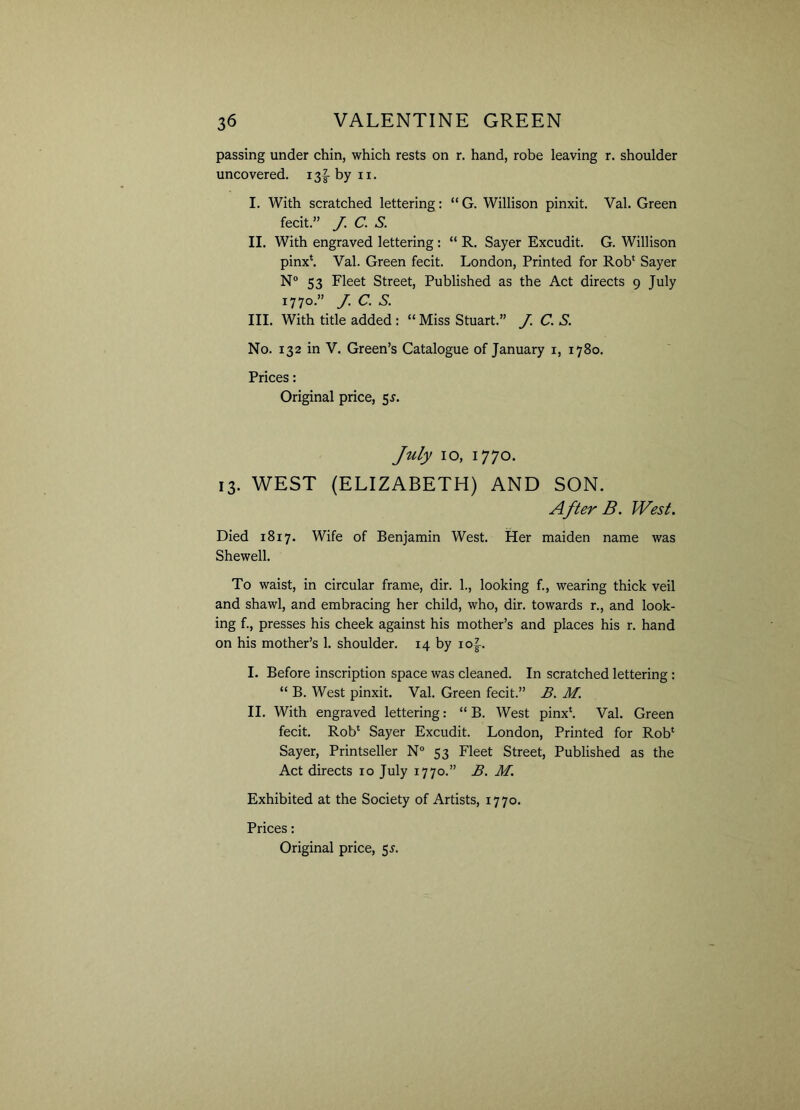 36 VALENTINE GREEN
passing under chin, which rests on r. hand, robe leaving r. shoulder
uncovered. 13⅞ by 11.
I. With scratched lettering: “G. Willison pinxit. Val. Green
fecit.” J. C. S.
II. With engraved lettering: “R. Sayer Excudit. G. Willison
pinxᵗ. Val. Green fecit. London, Printed for Robᵗ Sayer
N° 53 Fleet Street, Published as the Act directs 9 July
1770.” J. C. S.
III. With title added: “Miss Stuart.” J. C. S.
No. 132 in V. Green’s Catalogue of January 1, 1780.
Prices:
Original price, 5s.
July 10, 1770.
13. WEST (ELIZABETH) AND SON.
After B. West.
Died 1817. Wife of Benjamin West. Her maiden name was
Shewell.
To waist, in circular frame, dir. l., looking f., wearing thick veil
and shawl, and embracing her child, who, dir. towards r., and look-
ing f., presses his cheek against his mother’s and places his r. hand
on his mother’s l. shoulder. 14 by 10⅞.
I. Before inscription space was cleaned. In scratched lettering:
“B. West pinxit. Val. Green fecit.” B. M.
II. With engraved lettering: “B. West pinxᵗ. Val. Green
fecit. Robᵗ Sayer Excudit. London, Printed for Robᵗ
Sayer, Printseller N° 53 Fleet Street, Published as the
Act directs 10 July 1770.” B. M.
Exhibited at the Society of Artists, 1770.
Prices:
Original price, 5s.